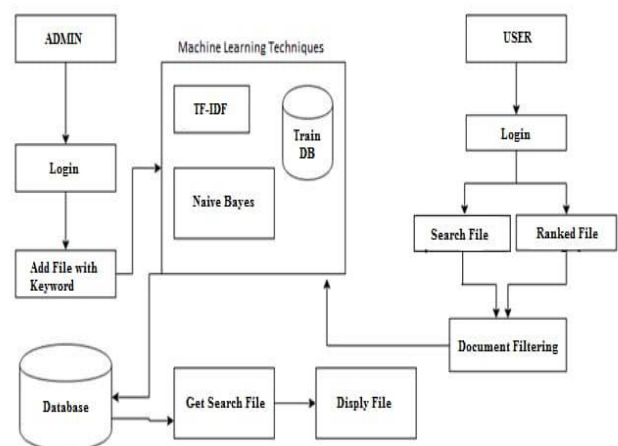 ADMIN
Machine Learning Techniques
USER
TF-IDF
Train
DB
Login
Login
Naive Bayes
Search File
Ranked File
Add File with
Keyword
Document Filtering
Database
Get Search File
Disply File